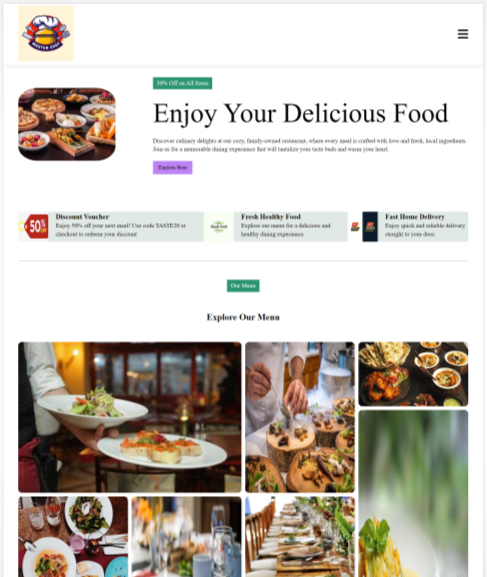 MASTER CHEF
50% Off on All Items
Enjoy Your Delicious Food
Discover culinary delights at our cozy, family-owned restaurant, where every meal is crafted with love and fresh, local ingredients.
Join us for a memorable dining experience that will tantalize your taste buds and warm your heart.
Explore Now
50% OFF
Discount Voucher
Enjoy 50% off your next meal! Use code TASTE20 at
checkout to redeem your discount
Fresh Healthy Food
Explore our menu for a delicious and
healthy dining experience.
Fast Home Delivery
Enjoy quick and reliable delivery
straight to your door.
Our Menu
Explore Our Menu